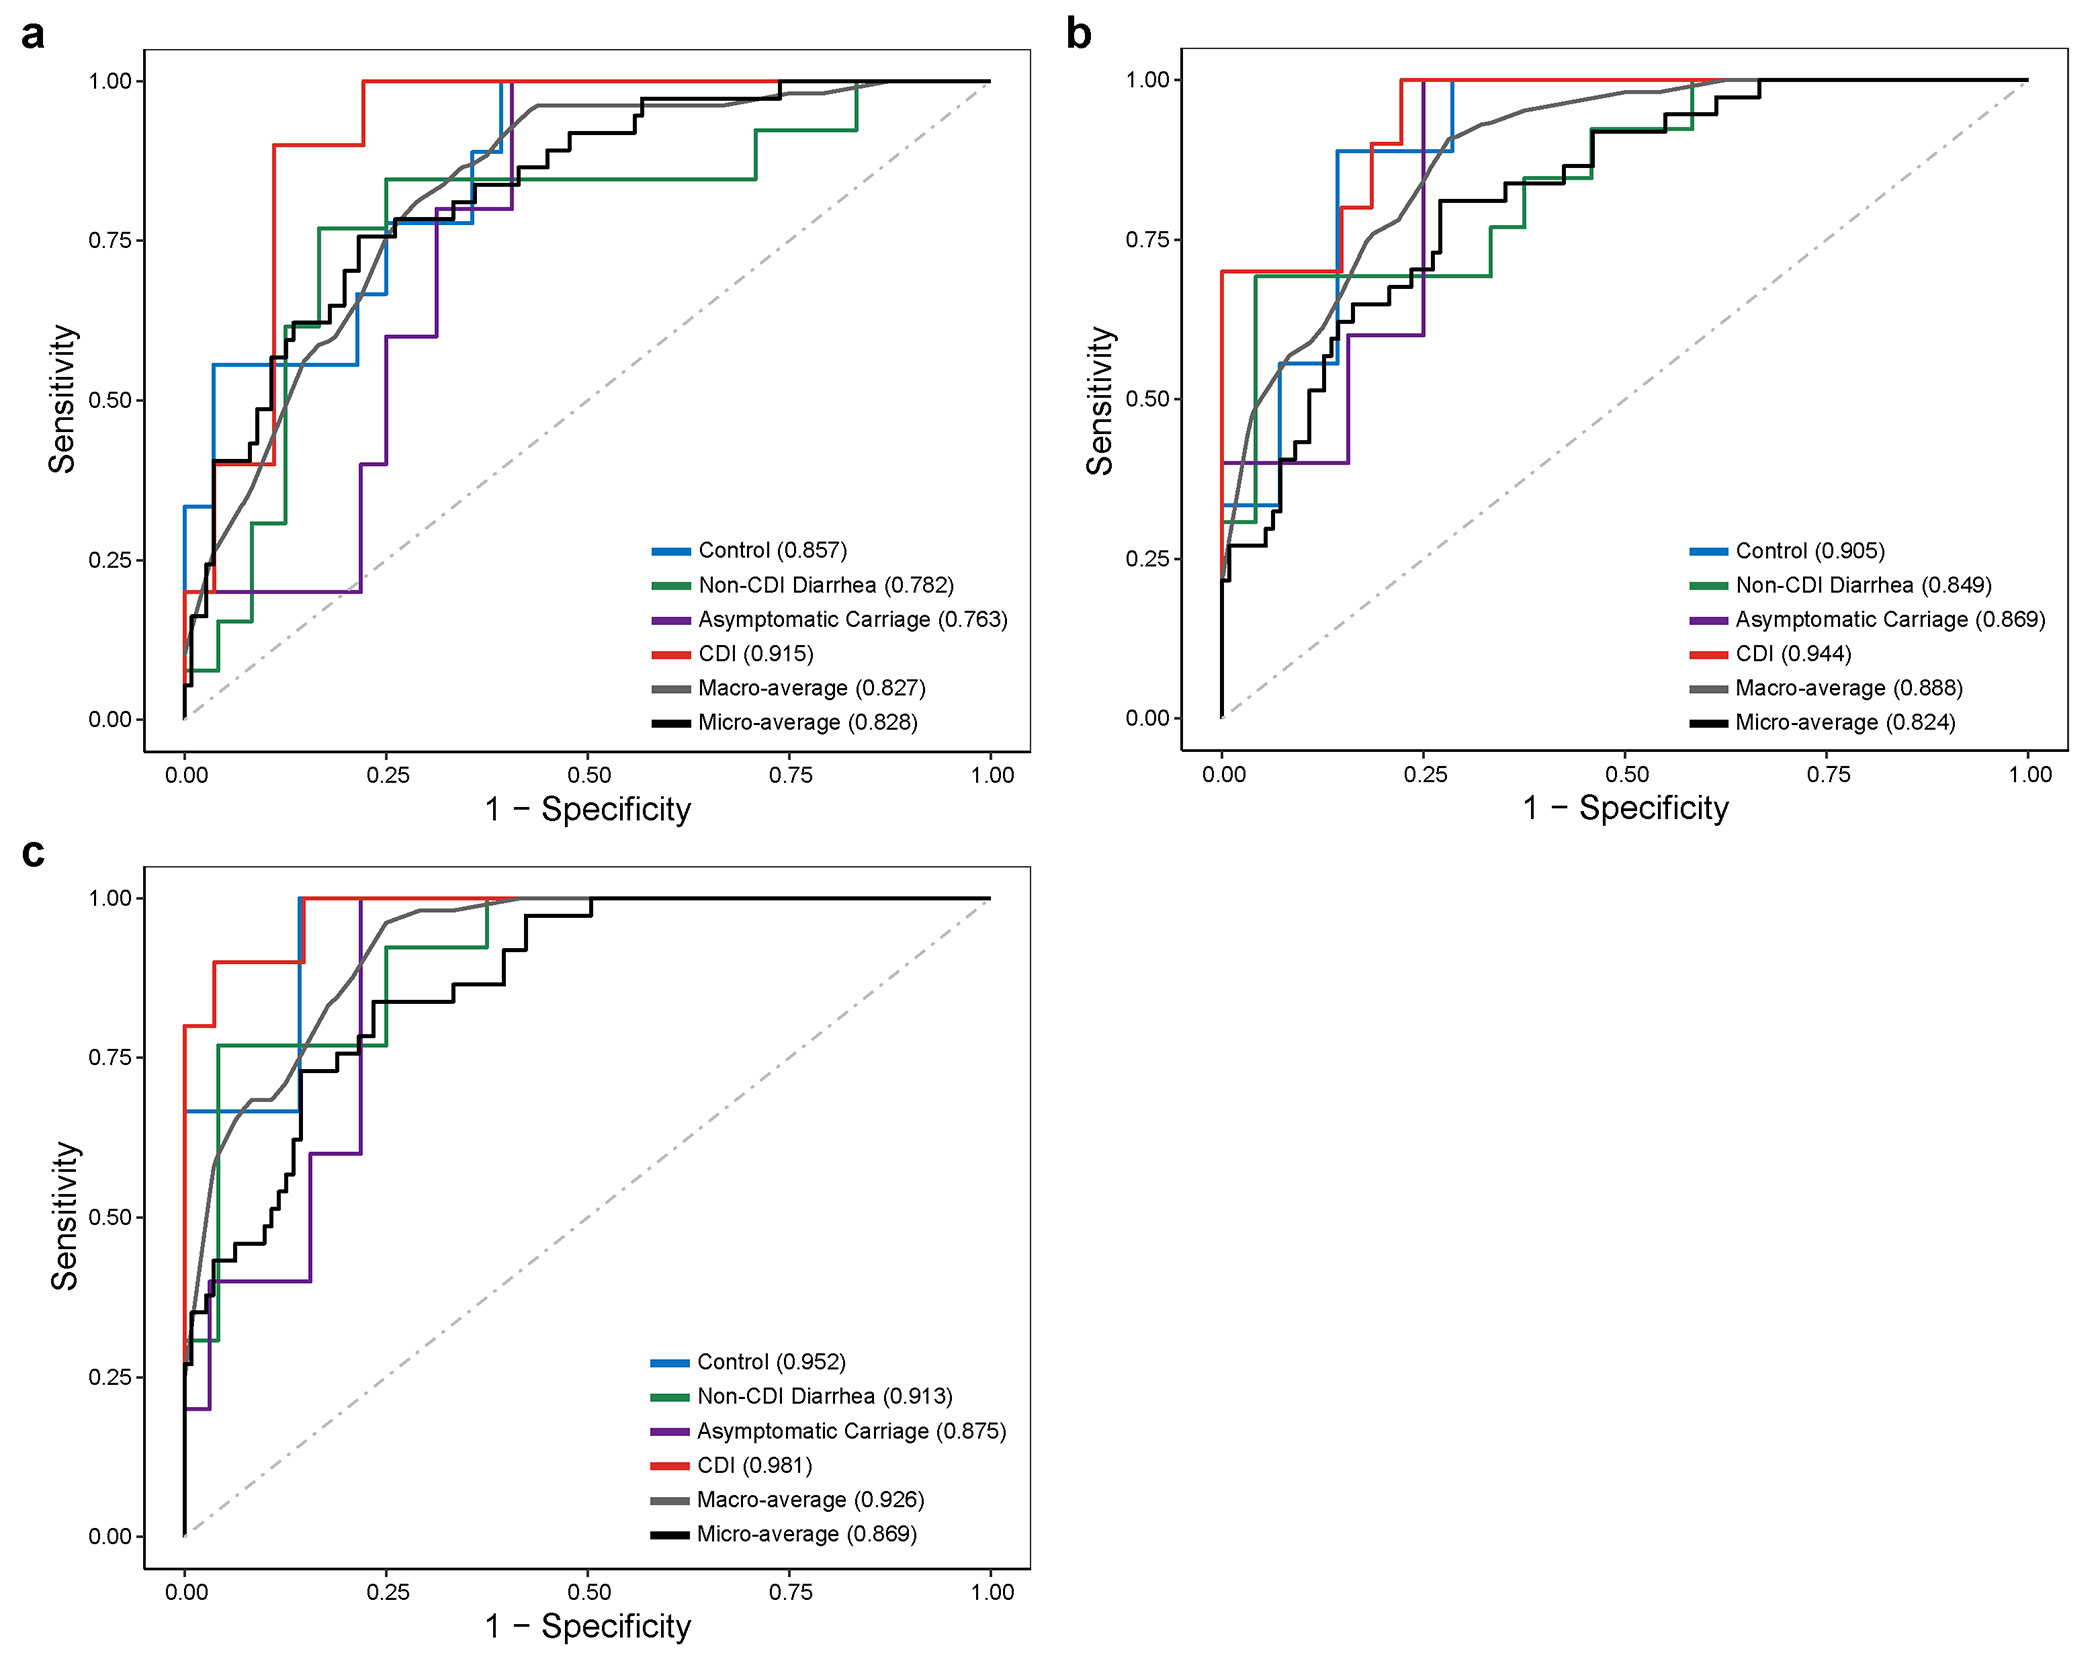 a
1.00
0.75
0.50
0.25
0.00
Sensitivity
Control (0.857)
Non-CDI Diarrhea (0.782)
Asymptomatic Carriage (0.763)
CDI (0.915)
Macro-average (0.827)
Micro-average (0.828)
0.00 0.25 0.50 0.75 1.00
1 − Specificity
b
1.00
0.75
0.50
0.25
0.00
Sensitivity
Control (0.905)
Non-CDI Diarrhea (0.849)
Asymptomatic Carriage (0.869)
CDI (0.944)
Macro-average (0.888)
Micro-average (0.824)
0.00 0.25 0.50 0.75 1.00
1 − Specificity
c
1.00
0.75
0.50
0.25
0.00
Sensitivity
Control (0.952)
Non-CDI Diarrhea (0.913)
Asymptomatic Carriage (0.875)
CDI (0.981)
Macro-average (0.926)
Micro-average (0.869)
0.00 0.25 0.50 0.75 1.00
1 − Specificity